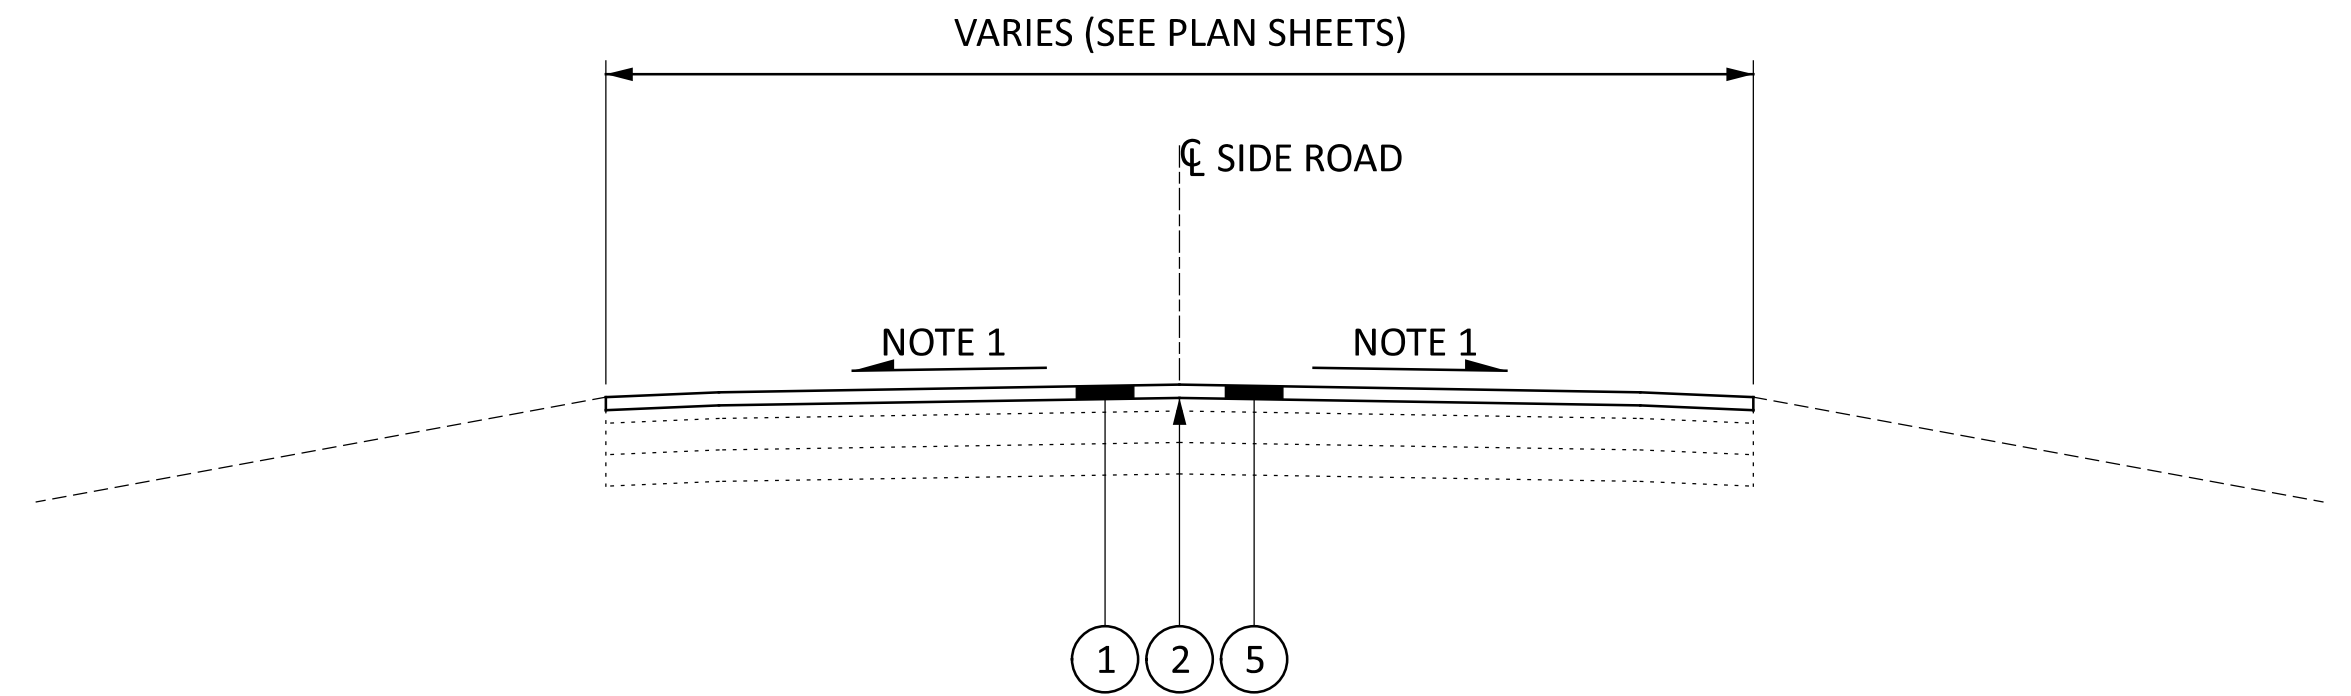 VARIES (SEE PLAN SHEETS)
℄ SIDE ROAD
NOTE 1 NOTE 1
1 2 5